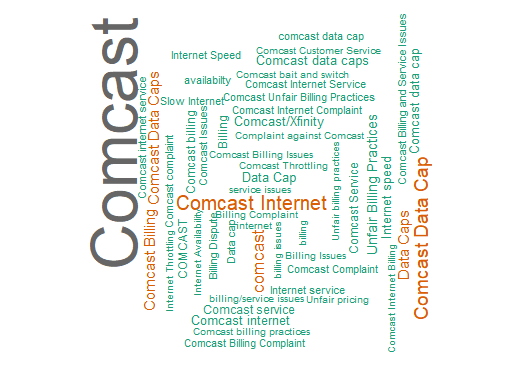 Comcast
comcast data cap
Internet Speed
Comcast Customer Service
Comcast data caps
availabilty
Comcast bait and switch
Comcast Internet Service
Slow Internet
Comcast Unfair Billing Practices
Comcast Internet Complaint
Comcast/Xfinity
Complaint against Comcast
Comcast Billing Issues
Comcast Throttling
Data Cap
service issues
Comcast Internet
Billing Complaint
internet
Billing Issues
Comcast Complaint
Internet service
billing/service issues
Unfair pricing
Comcast service
Comcast internet
Comcast billing practices
Comcast Billing Complaint
Comcast internet service
Comcast Data Caps
Comcast Billing
Comcast complaint
Internet Throttling
Comcast billing
COMCAST
Comcast Issues
Internet Availability
Billing
Billing Dispute
Data cap
comcast
billing issues
billing
Unfair billing practices
Comcast Service
Unfair Billing Practices
Internet speed
Comcast Internet Billing
Comcast Billing and Service Issues
Data Caps
Comcast data cap
Comcast Data Cap